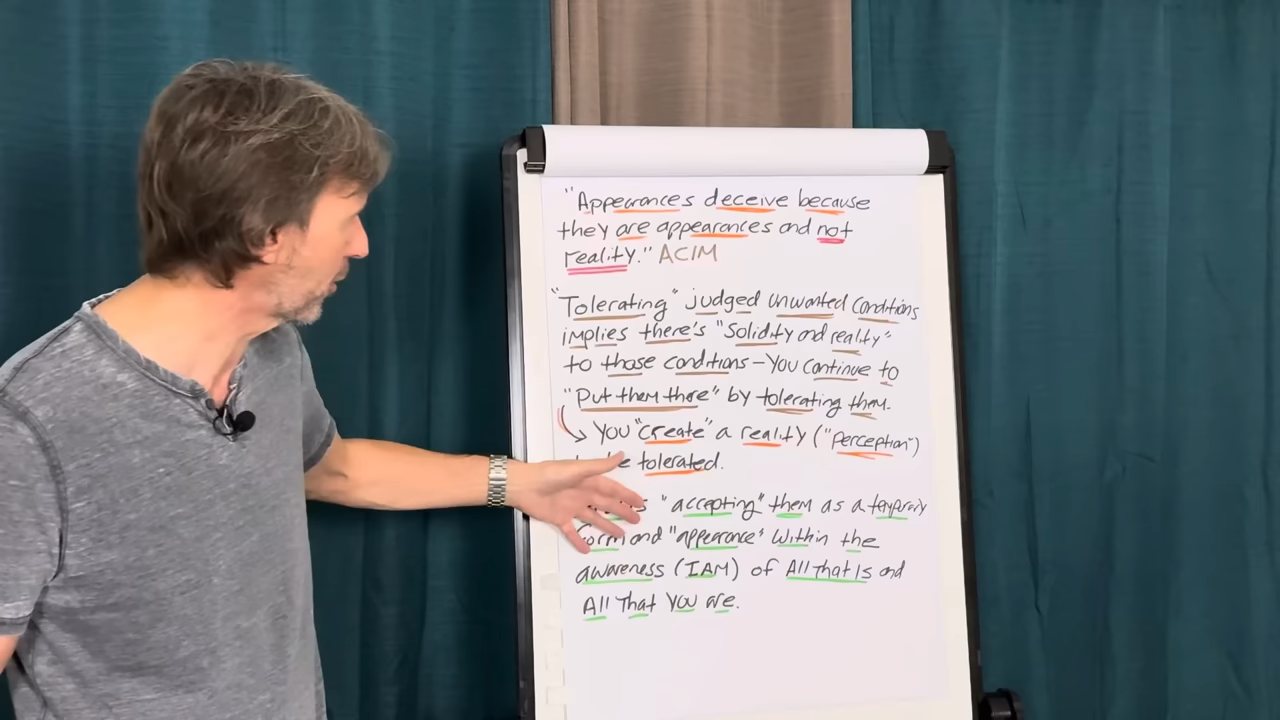 "Appearances deceive because
they are appearances and not
reality." ACIM
"Tolerating" judged unwanted conditions
implies there's "Solidity and reality"
to those conditions – You continue to
"Put them there" by tolerating them.
You "create" a reality ("perception")
tolerated.
"accepting" them as a temporary
form and "appearance" within the
awareness (IAM) of All That Is and
All That You are.